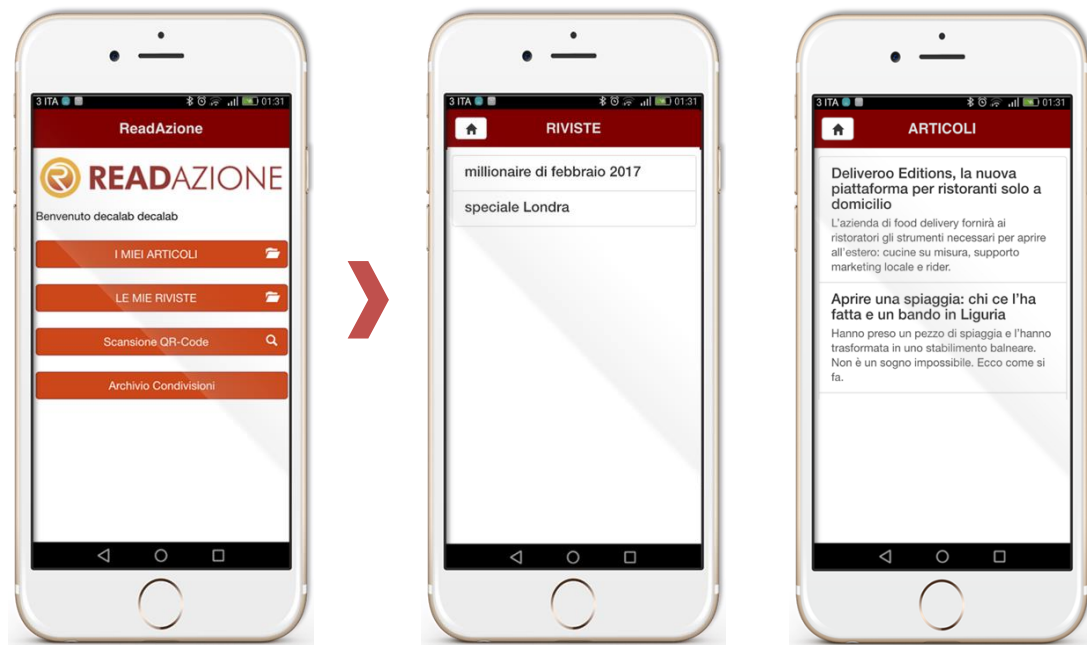 3 ITA 01:31
ReadAzione
READAZIONE
Benvenuto decalab decalab
I MIEI ARTICOLI
LE MIE RIVISTE
Scansione QR-Code
Archivio Condivisioni
3 ITA 01:31
RIVISTE
millionaire di febbraio 2017
speciale Londra
3 ITA 01:31
ARTICOLI
Deliveroo Editions, la nuova
piattaforma per ristoranti solo a
domicilio
L'azienda di food delivery fornirà ai
ristoratori gli strumenti necessari per aprire
all'estero: cucine su misura, supporto
marketing locale e rider.
Aprire una spiaggia: chi ce l'ha
fatta e un bando in Liguria
Hanno preso un pezzo di spiaggia e l'hanno
trasformata in uno stabilimento balneare.
Non è un sogno impossibile. Ecco come si
fa.